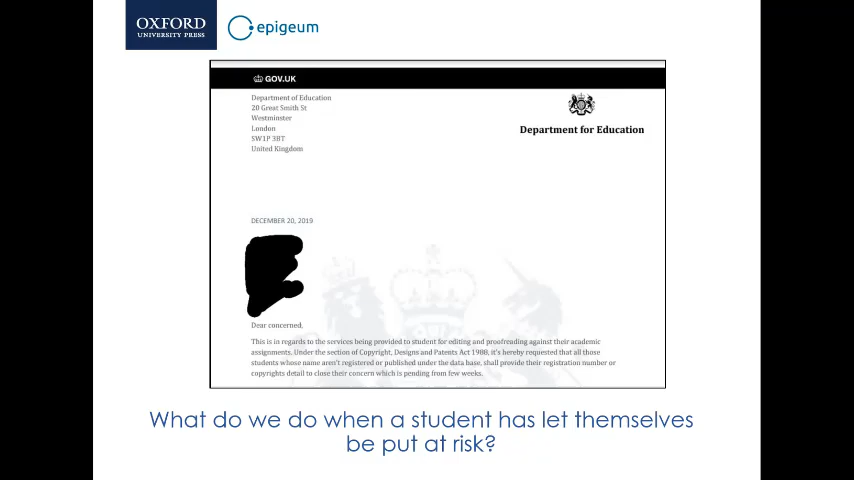 OXFORD
UNIVERSITY PRESS
epigeum
GOV.UK
Department of Education
20 Great Smith St
Westminster
London
SW1P 3BT
United Kingdom
Department for Education
DECEMBER 20, 2019
Dear concerned,
This is in regards to the services being provided to student for editing and proofreading against their academic
assignments. Under the section of Copyright, Designs and Patents Act 1988, it's hereby requested that all those
students whose name aren't registered or published under the data base, shall provide their registration number or
copyrights detail to close their concern which is pending from few weeks.
What do we do when a student has let themselves
be put at risk?